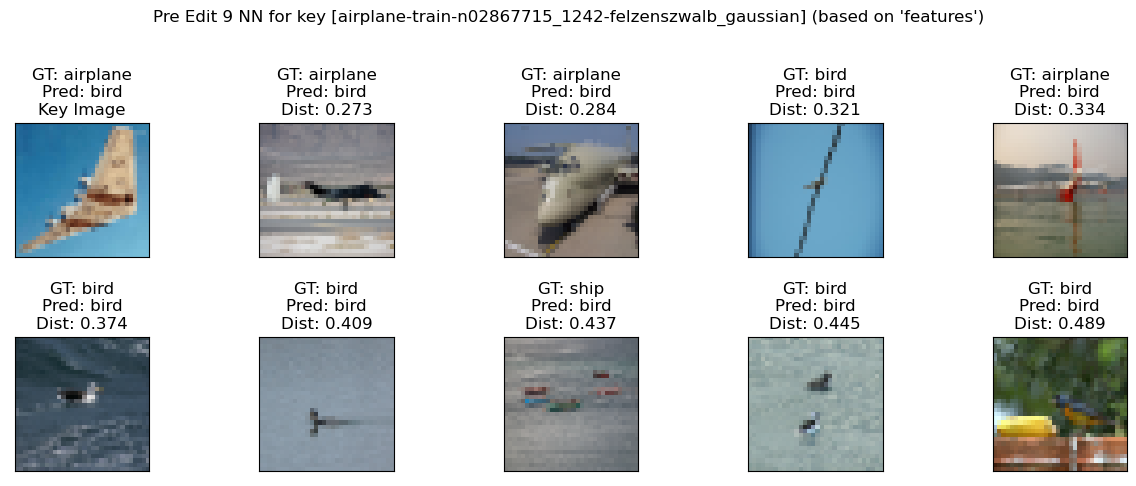 Pre Edit 9 NN for key [airplane-train-n02867715_1242-felzenszwalb_gaussian] (based on 'features')
GT: airplane
Pred: bird
Key Image
GT: airplane
Pred: bird
Dist: 0.273
GT: airplane
Pred: bird
Dist: 0.284
GT: bird
Pred: bird
Dist: 0.321
GT: airplane
Pred: bird
Dist: 0.334
GT: bird
Pred: bird
Dist: 0.374
GT: bird
Pred: bird
Dist: 0.409
GT: ship
Pred: bird
Dist: 0.437
GT: bird
Pred: bird
Dist: 0.445
GT: bird
Pred: bird
Dist: 0.489